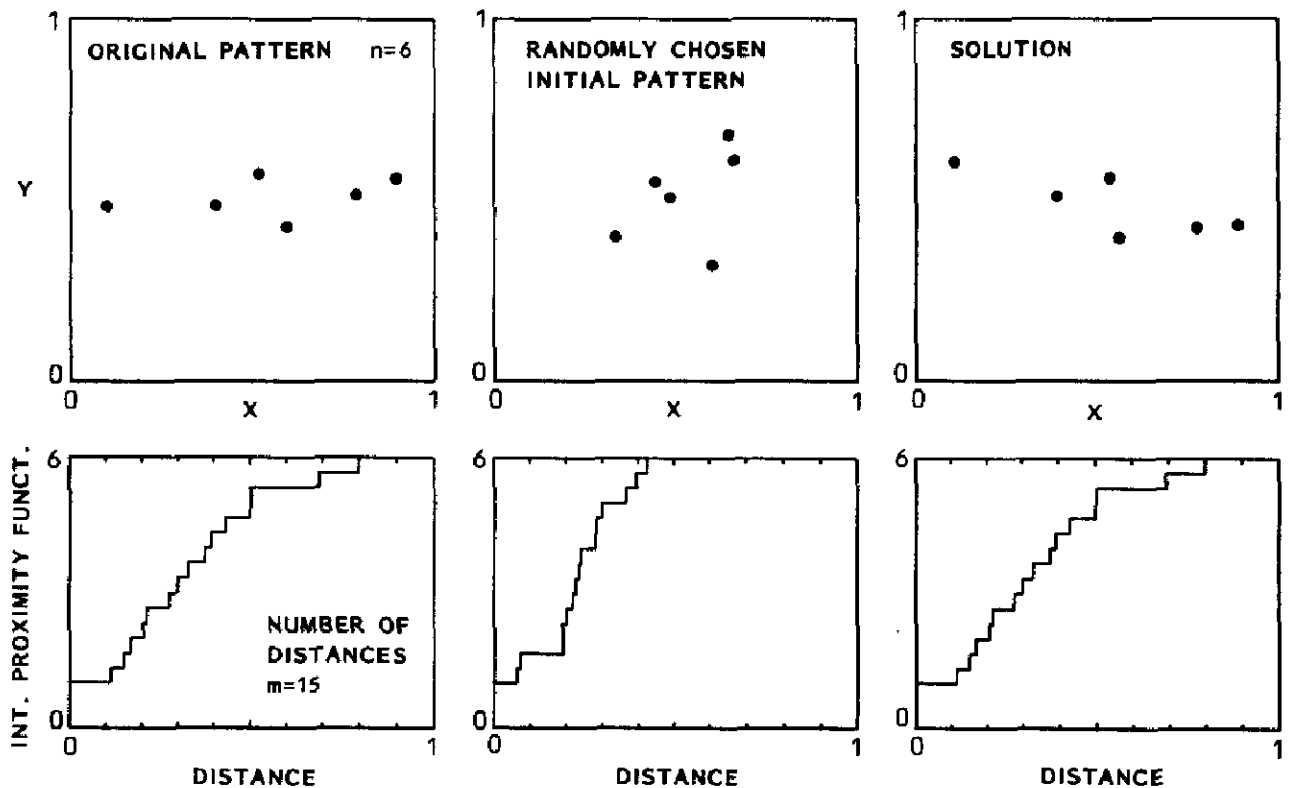 1
ORIGINAL PATTERN n=6
Y
0
0
X
1
1
RANDOMLY CHOSEN
INITIAL PATTERN
0
0
X
1
1
SOLUTION
0
0
X
1
INT. PROXIMITY FUNCT.
6
NUMBER OF
DISTANCES
m=15
0
0
1
DISTANCE
6
0
0
1
DISTANCE
6
0
0
1
DISTANCE